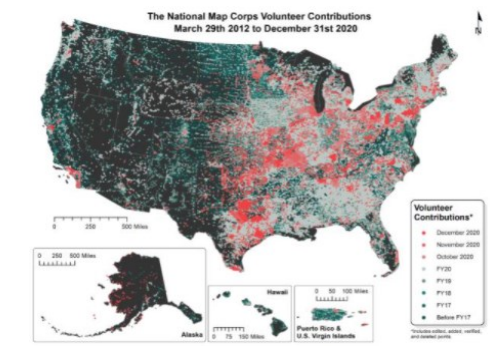 The National Map Corps Volunteer Contributions
March 29th 2012 to December 31st 2020
N
0 250 500 Miles
Volunteer
Contributions*
December 2020
November 2020
October 2020
FY20
FY19
FY18
FY17
Before FY17
*Includes edited, added, verified,
and deleted points
0 250 500 Miles
Alaska
Hawaii
0 75 150 Miles
0 50 100 Miles
Puerto Rico &
U.S. Virgin Islands